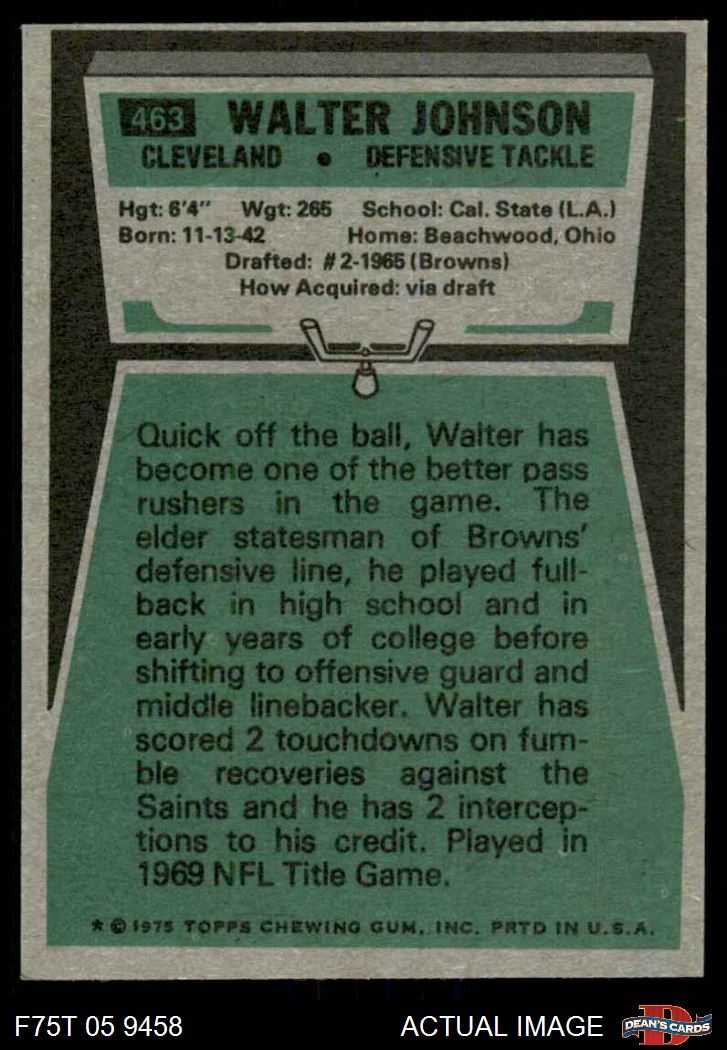 463 WALTER JOHNSON
CLEVELAND • DEFENSIVE TACKLE
Hgt: 6'4" Wgt: 265 School: Cal. State (L.A.)
Born: 11-13-42 Home: Beachwood, Ohio
Drafted: #2-1965 (Browns)
How Acquired: via draft
Quick off the ball, Walter has
become one of the better pass
rushers in the game. The
elder statesman of Browns'
defensive line, he played full-
back in high school and in
early years of college before
shifting to offensive guard and
middle linebacker. Walter has
scored 2 touchdowns on fum-
ble recoveries against the
Saints and he has 2 intercep-
tions to his credit. Played in
1969 NFL Title Game.
* © 1975 TOPPS CHEWING GUM, INC. PRTD IN U.S.A.
F75T 05 9458 ACTUAL IMAGE D DEAN'S CARDS